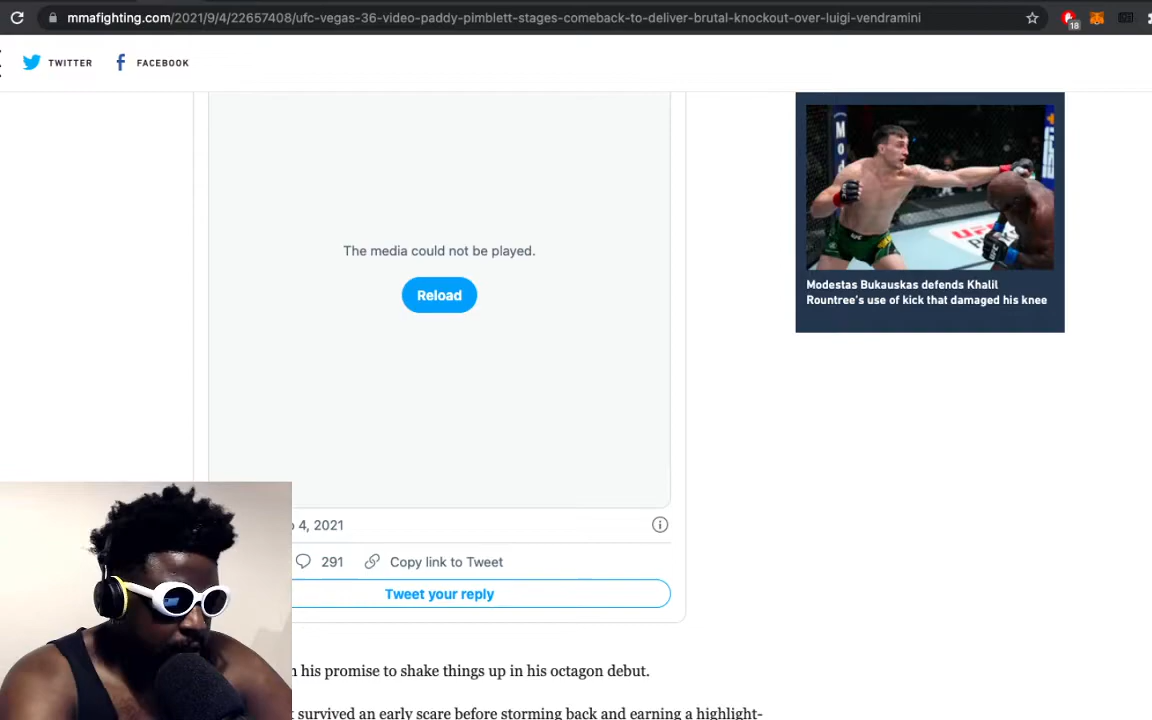 mmafighting.com/2021/9/4/22657408/ufc-vegas-36-video-paddy-pimblett-stages-comeback-to-deliver-brutal-knockout-over-luigi-vendramini
18
TWITTER
FACEBOOK
The media could not be played.
Reload
Modestas Bukauskas defends Khalil
Rountree's use of kick that damaged his knee
4, 2021
291
Copy link to Tweet
Tweet your reply
his promise to shake things up in his octagon debut.
survived an early scare before storming back and earning a highlight-